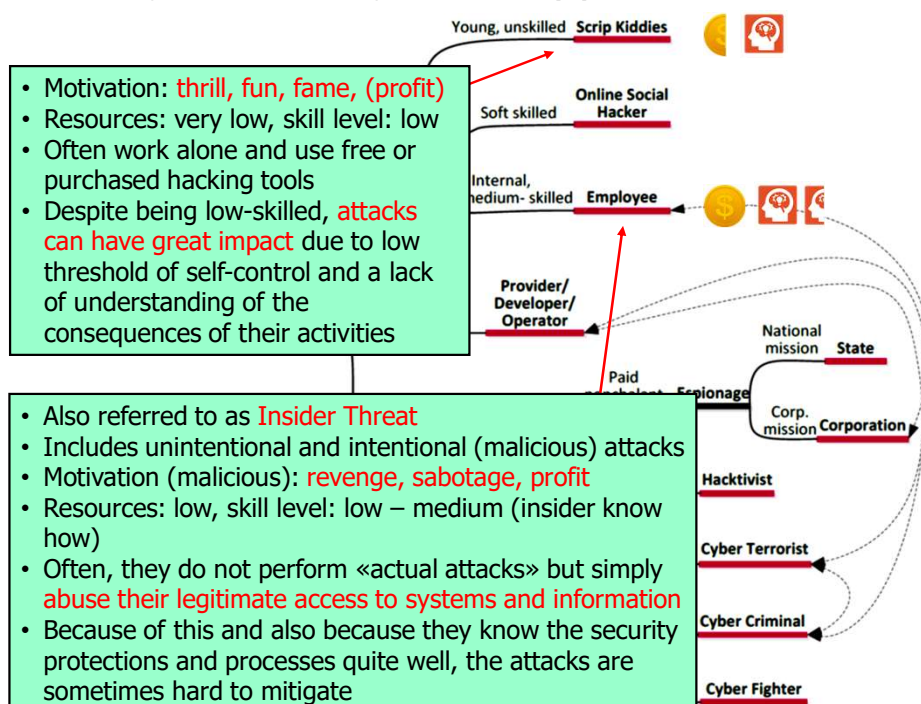 Young, unskilled Scrip Kiddies
• Motivation: thrill, fun, fame, (profit)
• Resources: very low, skill level: low
• Often work alone and use free or
purchased hacking tools
• Despite being low-skilled, attacks
can have great impact due to low
threshold of self-control and a lack
of understanding of the
consequences of their activities
Soft skilled
Online Social
Hacker
Internal,
skilled Employee
Provider/
Developer/
Operator
National
mission State
Paid
Corp.
mission Corporation
Hacktivist
Cyber Terrorist
Cyber Criminal
Cyber Fighter
• Also referred to as Insider Threat
• Includes unintentional and intentional (malicious) attacks
• Motivation (malicious): revenge, sabotage, profit
• Resources: low, skill level: low – medium (insider know
how)
• Often, they do not perform «actual attacks» but simply
abuse their legitimate access to systems and information
• Because of this and also because they know the security
protections and processes quite well, the attacks are
sometimes hard to mitigate